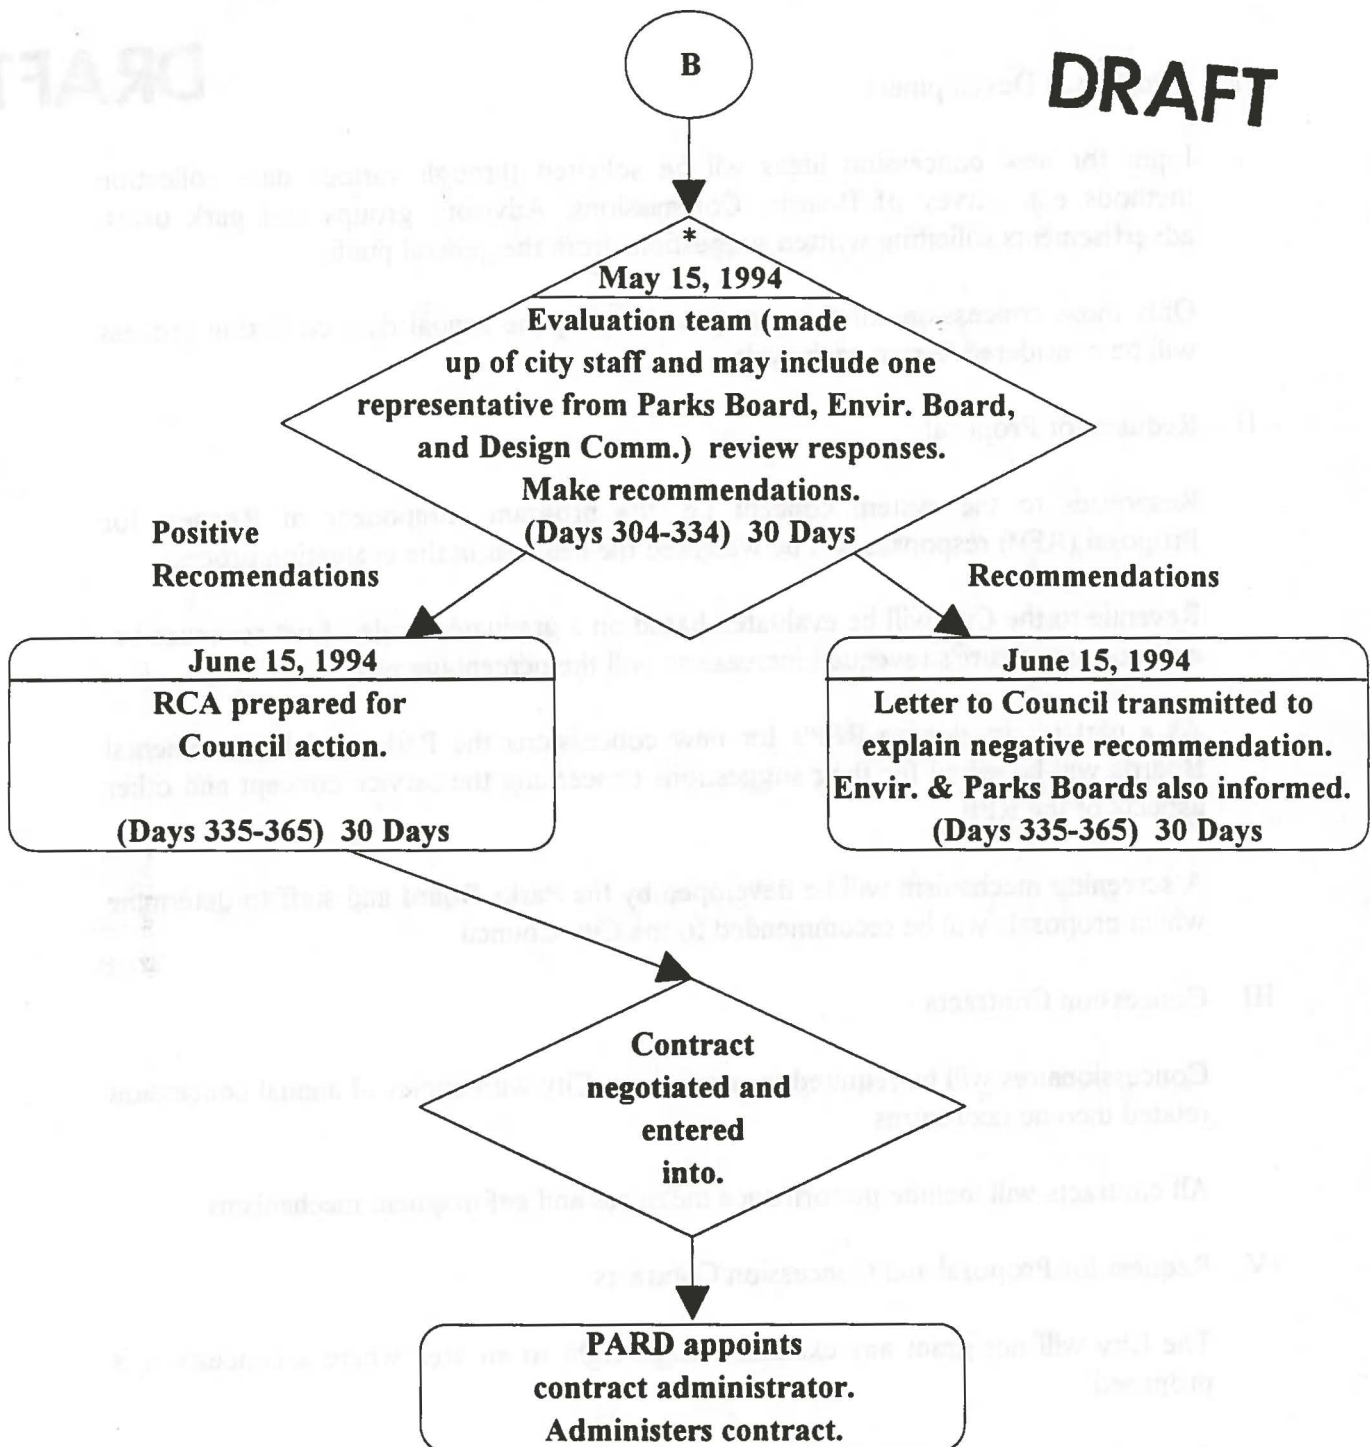 B
DRAFT
*
May 15, 1994
Evaluation team (made
up of city staff and may include one
representative from Parks Board, Envir. Board,
and Design Comm.) review responses.
Make recommendations.
(Days 304-334) 30 Days
Positive
Recomendations
Recommendations
June 15, 1994
RCA prepared for
Council action.
(Days 335-365) 30 Days
June 15, 1994
Letter to Council transmitted to
explain negative recommendation.
Envir. & Parks Boards also informed.
(Days 335-365) 30 Days
Contract
negotiated and
entered
into.
PARD appoints
contract administrator.
Administers contract.